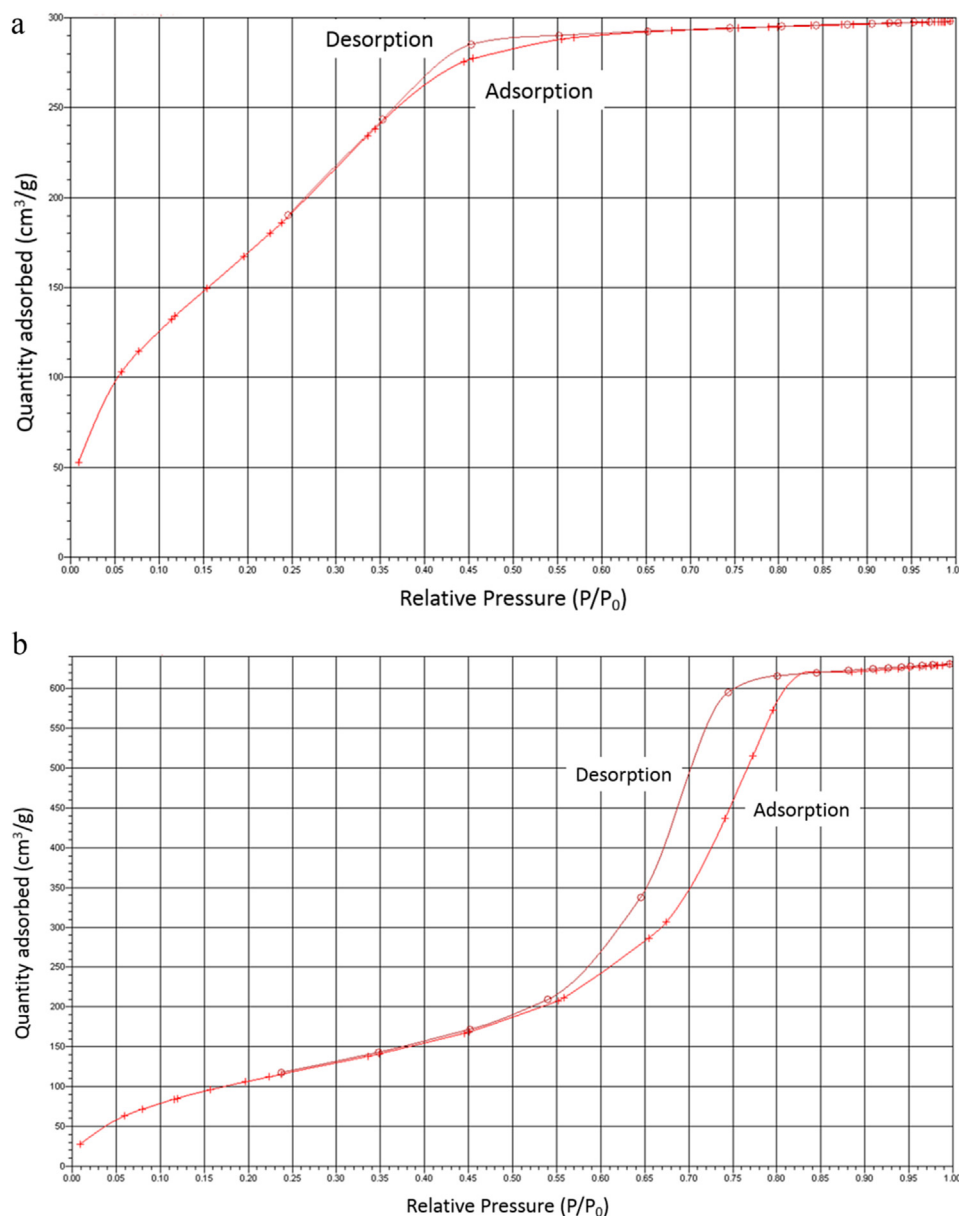 a
300
Desorption
Adsorption
250
200
150
100
50
0
Quantity adsorbed (cm³/g)
0.00 0.05 0.10 0.15 0.20 0.25 0.30 0.35 0.40 0.45 0.50 0.55 0.60 0.65 0.70 0.75 0.80 0.85 0.90 0.95 1.0
Relative Pressure (P/P₀)
b
600
550
500
450
400
350
300
250
200
150
100
50
0
Desorption
Adsorption
Quantity adsorbed (cm³/g)
0.00 0.05 0.10 0.15 0.20 0.25 0.30 0.35 0.40 0.45 0.50 0.55 0.60 0.65 0.70 0.75 0.80 0.85 0.90 0.95 1.00
Relative Pressure (P/P₀)